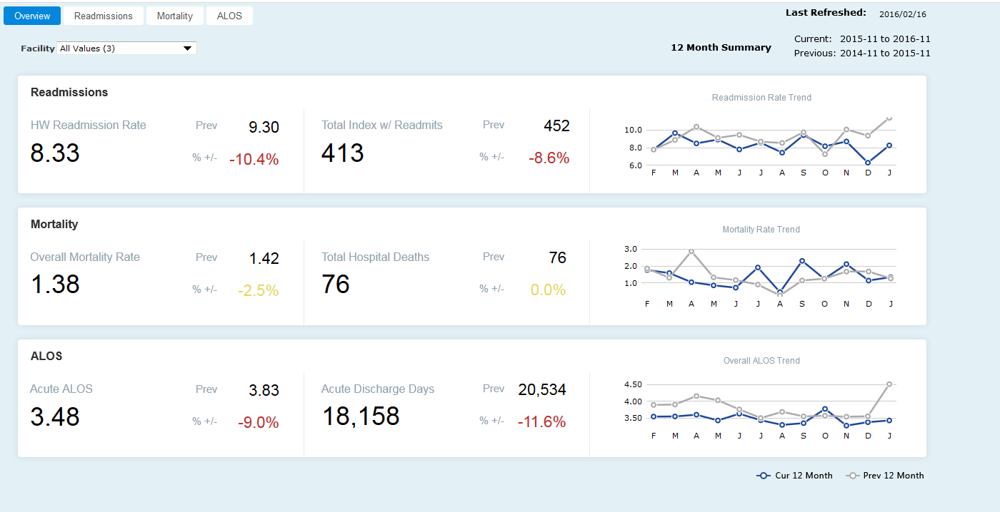 Overview Readmissions Mortality ALOS
Last Refreshed: 2016/02/16
Facility All Values (3)
12 Month Summary
Current: 2015-11 to 2016-11
Previous: 2014-11 to 2015-11
Readmissions
HW Readmission Rate Prev 9.30
8.33 % +/- -10.4%
Total Index w/ Readmits Prev 452
413 % +/- -8.6%
Readmission Rate Trend
10.0
8.0
6.0
F M A M J J A S O N D J
Mortality
Overall Mortality Rate Prev 1.42
1.38 % +/- -2.5%
Total Hospital Deaths Prev 76
76 % +/- 0.0%
Mortality Rate Trend
3.0
2.0
1.0
F M A M J J A S O N D J
ALOS
Acute ALOS Prev 3.83
3.48 % +/- -9.0%
Acute Discharge Days Prev 20,534
18,158 % +/- -11.6%
Overall ALOS Trend
4.50
4.00
3.50
F M A M J J A S O N D J
Cur 12 Month Prev 12 Month